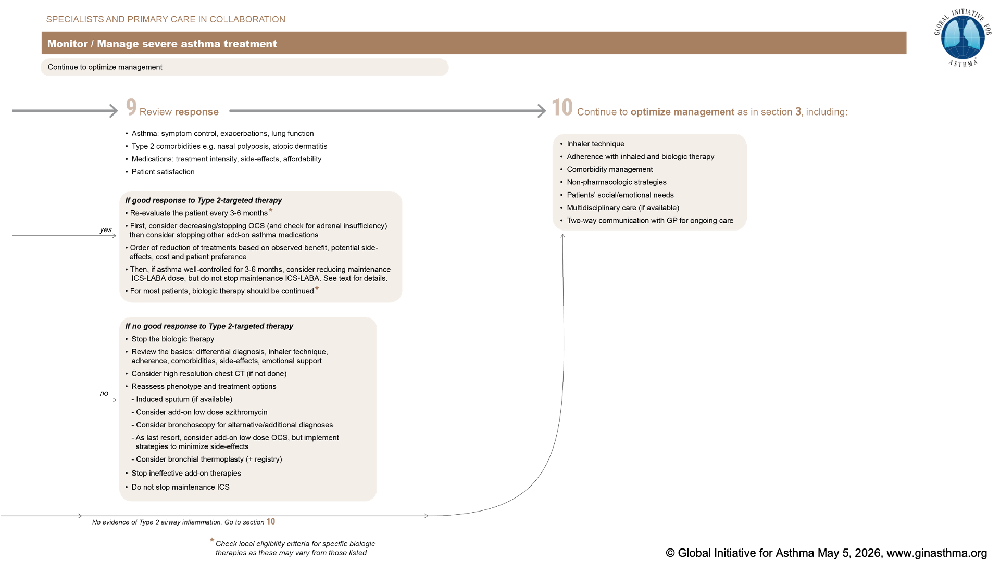 SPECIALISTS AND PRIMARY CARE IN COLLABORATION
Monitor / Manage severe asthma treatment
Continue to optimize management
GLOBAL INITIATIVE FOR
ASTHMA
9 Review response
• Asthma: symptom control, exacerbations, lung function
• Type 2 comorbidities e.g. nasal polyposis, atopic dermatitis
• Medications: treatment intensity, side-effects, affordability
• Patient satisfaction
yes
If good response to Type 2-targeted therapy
• Re-evaluate the patient every 3-6 months*
• First, consider decreasing/stopping OCS (and check for adrenal insufficiency)
then consider stopping other add-on asthma medications
• Order of reduction of treatments based on observed benefit, potential side-
effects, cost and patient preference
• Then, if asthma well-controlled for 3-6 months, consider reducing maintenance
ICS-LABA dose, but do not stop maintenance ICS-LABA. See text for details.
• For most patients, biologic therapy should be continued*
no
If no good response to Type 2-targeted therapy
• Stop the biologic therapy
• Review the basics: differential diagnosis, inhaler technique,
adherence, comorbidities, side-effects, emotional support
• Consider high resolution chest CT (if not done)
• Reassess phenotype and treatment options
- Induced sputum (if available)
- Consider add-on low dose azithromycin
- Consider bronchoscopy for alternative/additional diagnoses
- As last resort, consider add-on low dose OCS, but implement
strategies to minimize side-effects
- Consider bronchial thermoplasty (+ registry)
• Stop ineffective add-on therapies
• Do not stop maintenance ICS
No evidence of Type 2 airway inflammation. Go to section 10
* Check local eligibility criteria for specific biologic
therapies as these may vary from those listed
10 Continue to optimize management as in section 3, including:
• Inhaler technique
• Adherence with inhaled and biologic therapy
• Comorbidity management
• Non-pharmacologic strategies
• Patients’ social/emotional needs
• Multidisciplinary care (if available)
• Two-way communication with GP for ongoing care
© Global Initiative for Asthma May 5, 2026, www.ginasthma.org